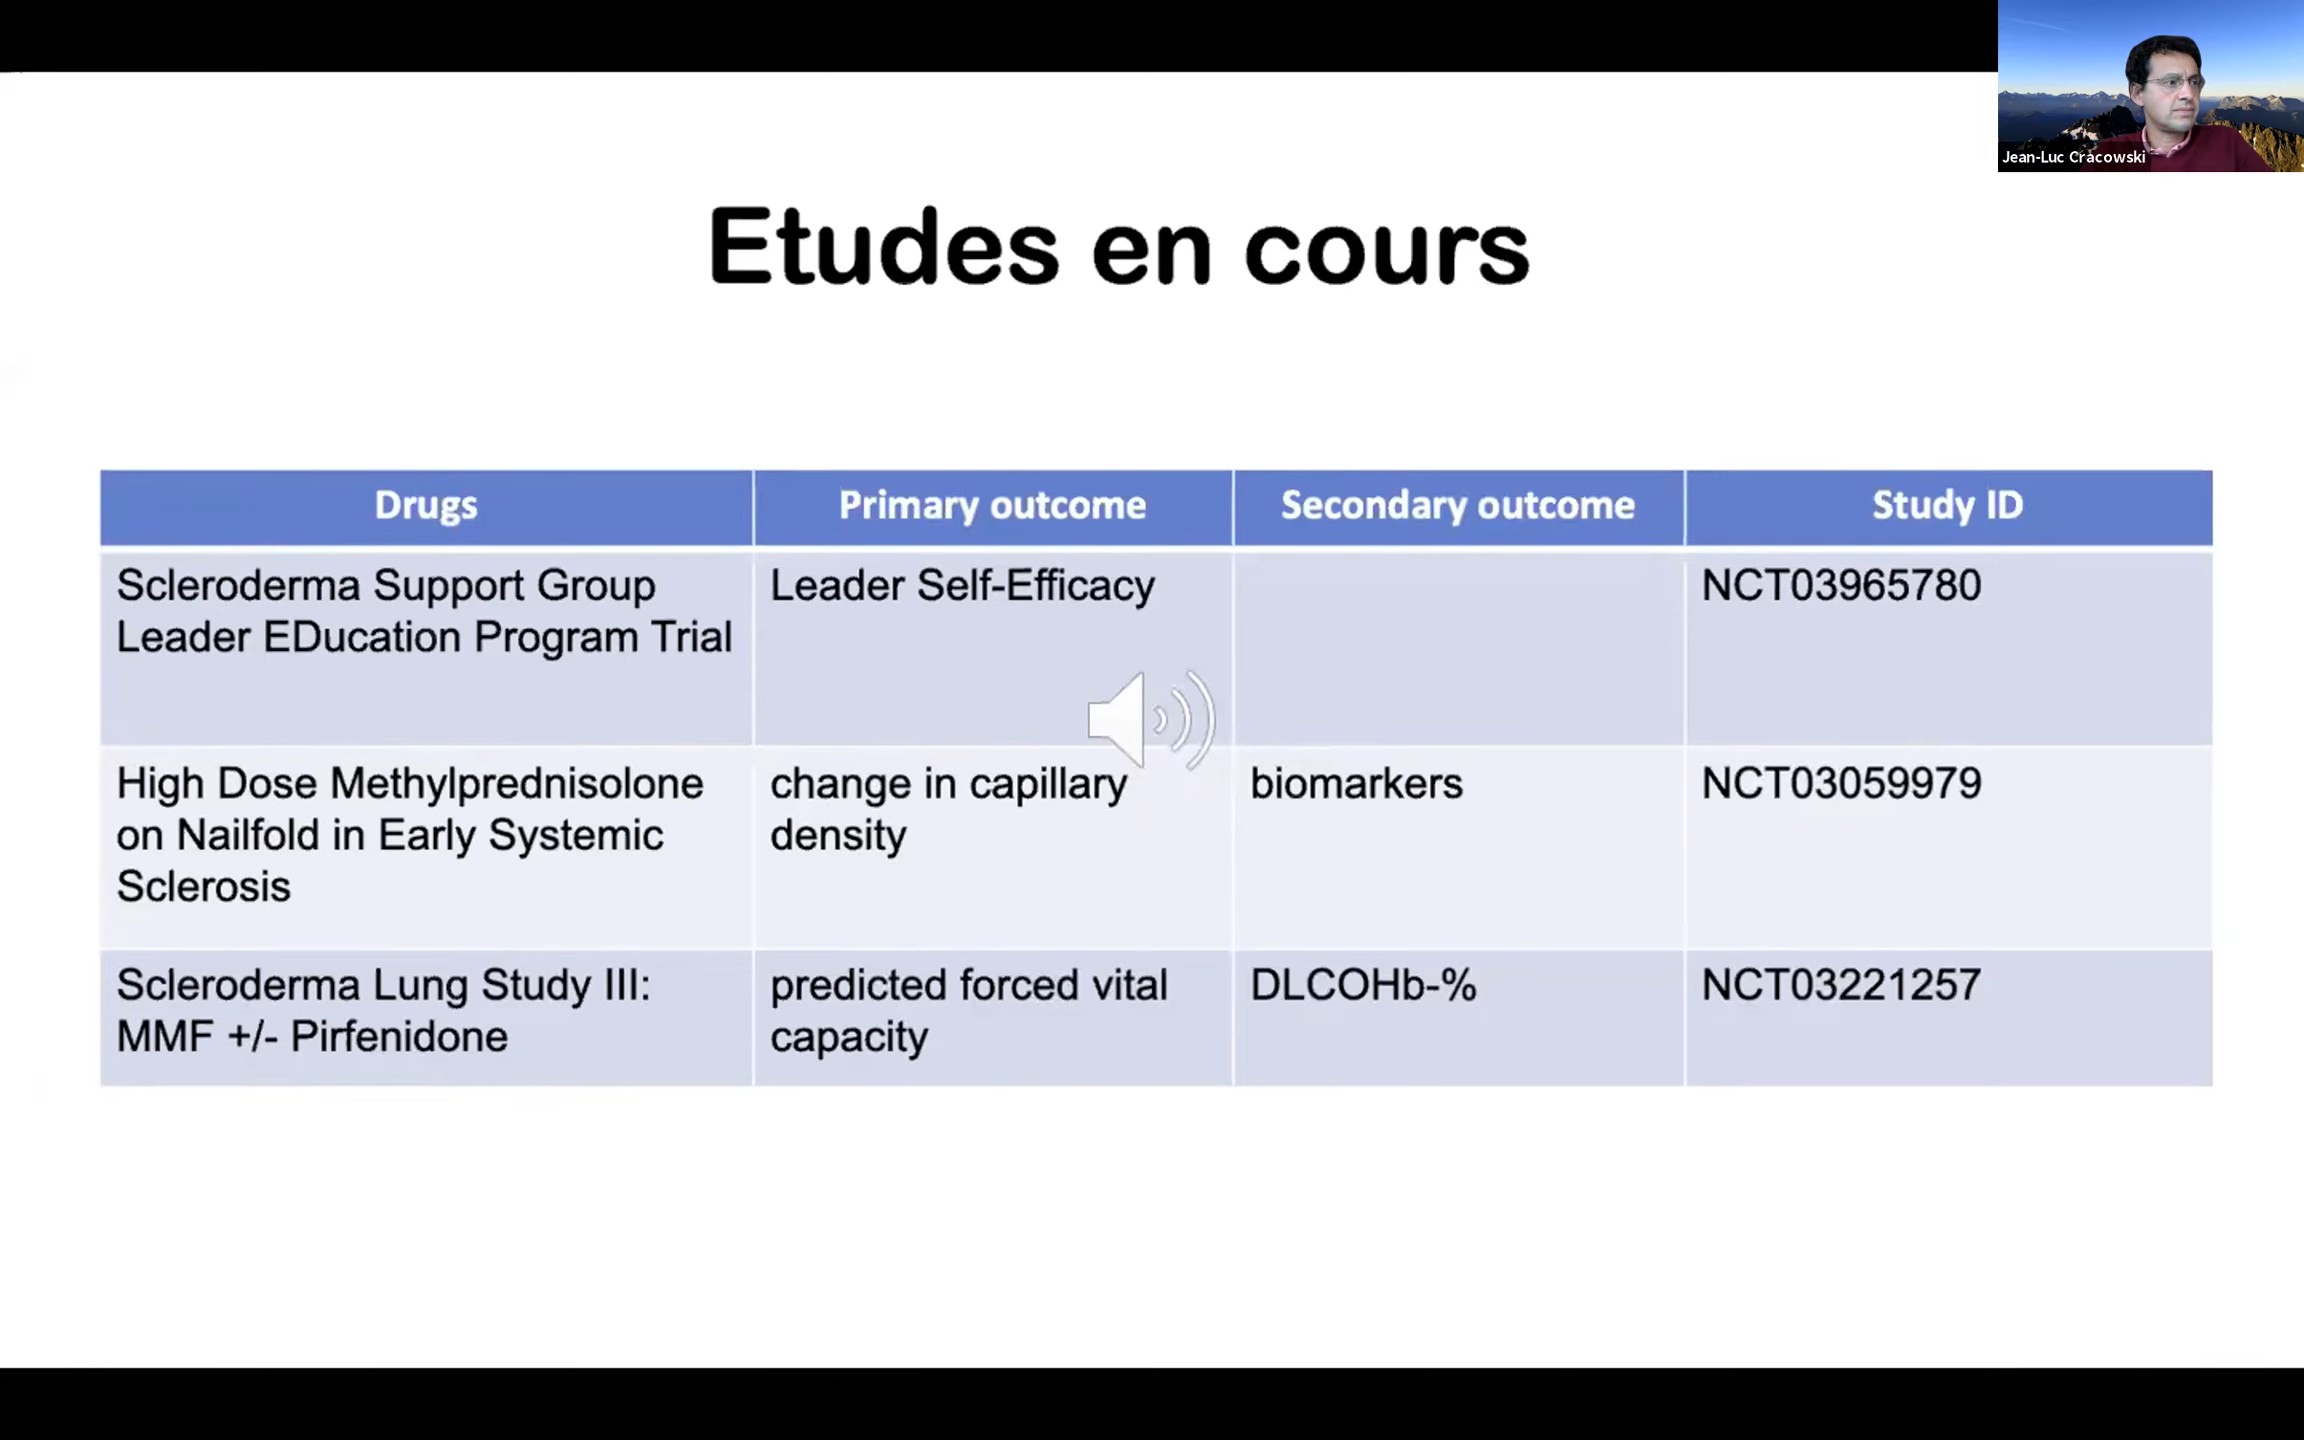 Jean-Luc Cracowski
Etudes en cours
Drugs
Primary outcome
Secondary outcome
Study ID
Scleroderma Support Group
Leader EDucation Program Trial
Leader Self-Efficacy
NCT03965780
High Dose Methylprednisolone
on Nailfold in Early Systemic
Sclerosis
change in capillary
density
biomarkers
NCT03059979
Scleroderma Lung Study III:
MMF +/- Pirfenidone
predicted forced vital
capacity
DLCOHb-%
NCT03221257